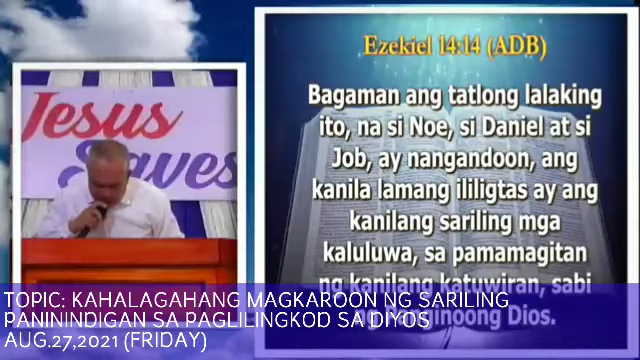 Jesus
Saves
Ezekiel 14:14 (ADB)
Bagaman ang tatlong lalaking
ito, na si Noe, si Daniel at si
Job, ay nangandoon, ang
kanila lamang ililigtas ay ang
kanilang sariling mga
kaluluwa, sa pamamagitan
ng kanilang katuwiran, sabi
Dios.
TOPIC: KAHALAGAHANG MAGKAROON NG SARILING
PANININDIGAN SA PAGLILINGKOD SA DIYOS
AUG.27,2021 (FRIDAY)